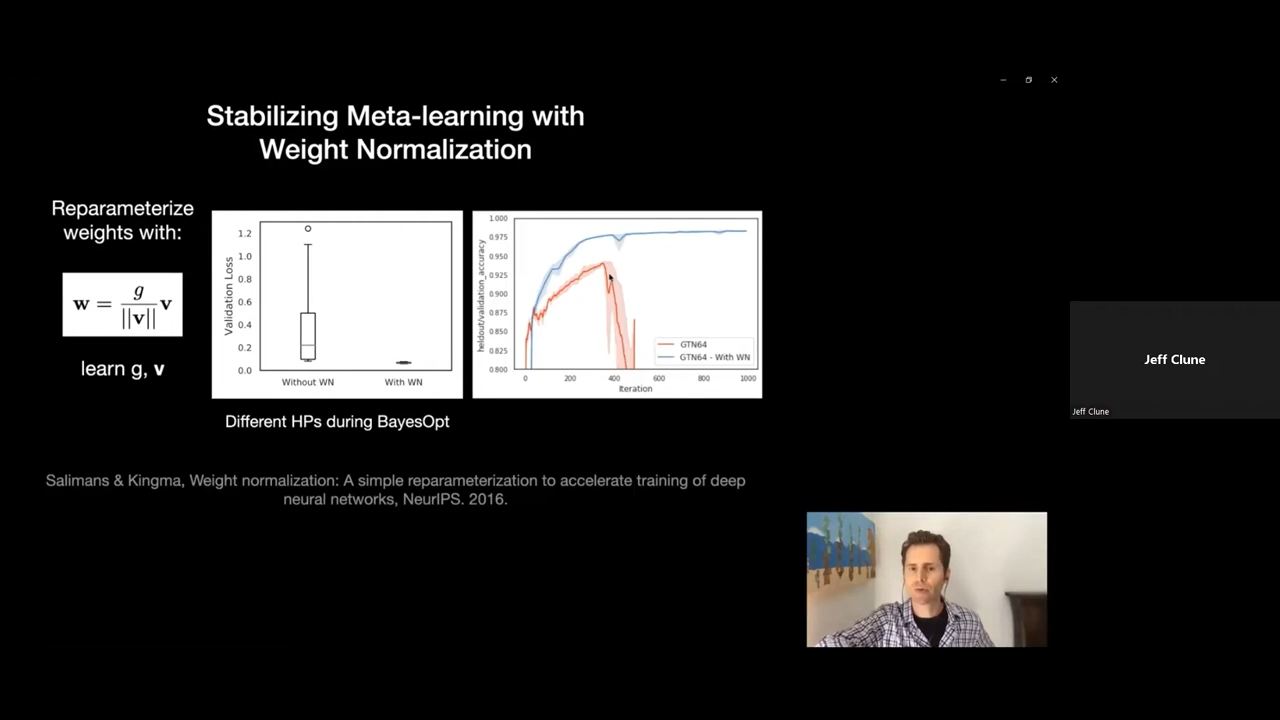 Stabilizing Meta-learning with
Weight Normalization
Reparameterize
weights with:
w = g / ||v|| v
learn g, v
Validation Loss
1.2
1.0
0.8
0.6
0.4
0.2
0.0
Without WN
With WN
Different HPs during BayesOpt
heldout/validation_accuracy
1.000
0.975
0.950
0.925
0.900
0.875
0.850
0.825
0.800
0
200
400
600
800
1000
Iteration
GTN64
GTN64 - With WN
Salimans & Kingma, Weight normalization: A simple reparameterization to accelerate training of deep
neural networks, NeurIPS. 2016.
Jeff Clune
Jeff Clune